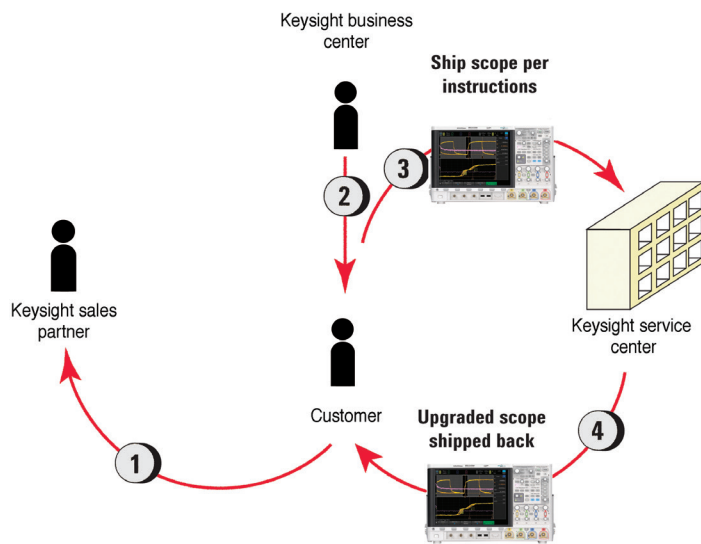 Keysight business
center
Ship scope per
instructions
3
2
Keysight sales
partner
Keysight service
center
Customer
Upgraded scope
shipped back
4
1